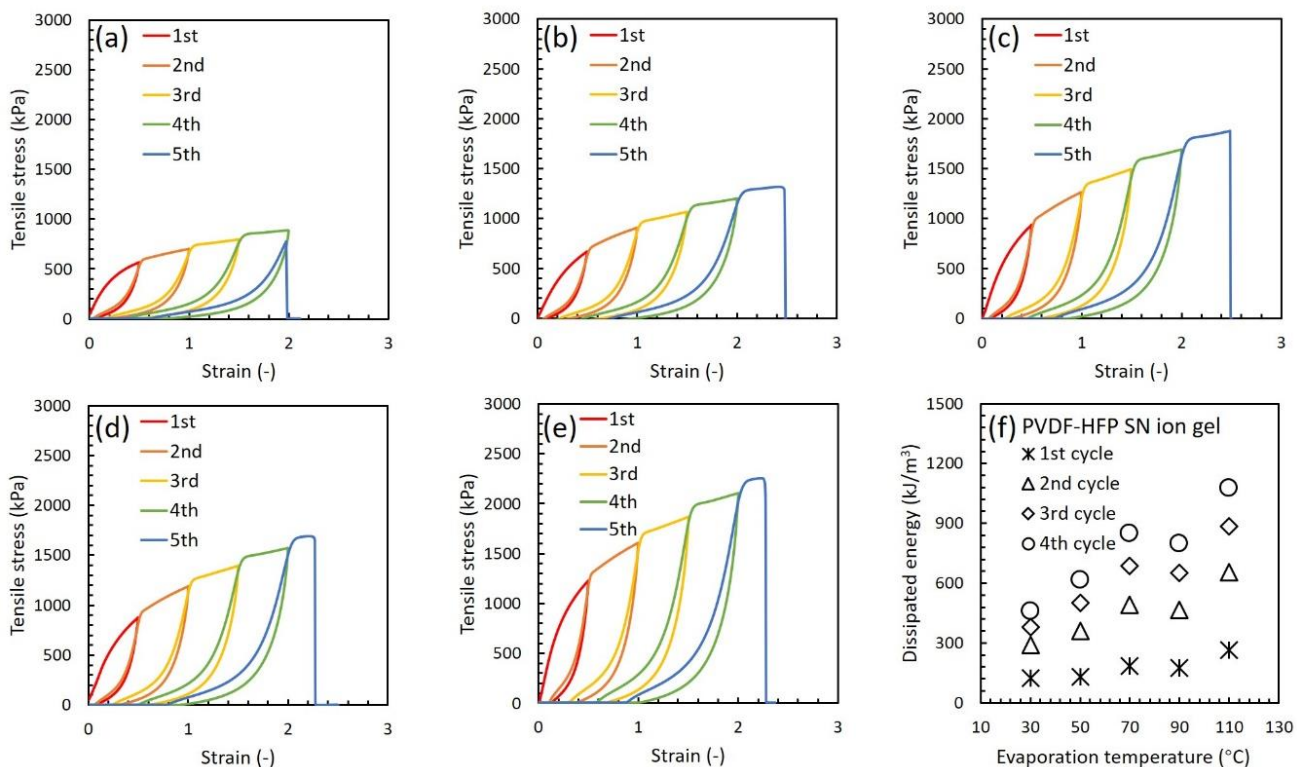 (a)
3000
2500
2000
1500
1000
500
0
Tensile stress (kPa)
1st
2nd
3rd
4th
5th
0 1 2 3
Strain (-)
(b)
3000
2500
2000
1500
1000
500
0
Tensile stress (kPa)
1st
2nd
3rd
4th
5th
0 1 2 3
Strain (-)
(c)
3000
2500
2000
1500
1000
500
0
Tensile stress (kPa)
1st
2nd
3rd
4th
5th
0 1 2 3
Strain (-)
(d)
3000
2500
2000
1500
1000
500
0
Tensile stress (kPa)
1st
2nd
3rd
4th
5th
0 1 2 3
Strain (-)
(e)
3000
2500
2000
1500
1000
500
0
Tensile stress (kPa)
1st
2nd
3rd
4th
5th
0 1 2 3
Strain (-)
(f) PVDF-HFP SN ion gel
1500
1200
900
600
300
0
Dissipated energy (kJ/m³)
1st cycle
2nd cycle
3rd cycle
4th cycle
10 30 50 70 90 110 130
Evaporation temperature (°C)